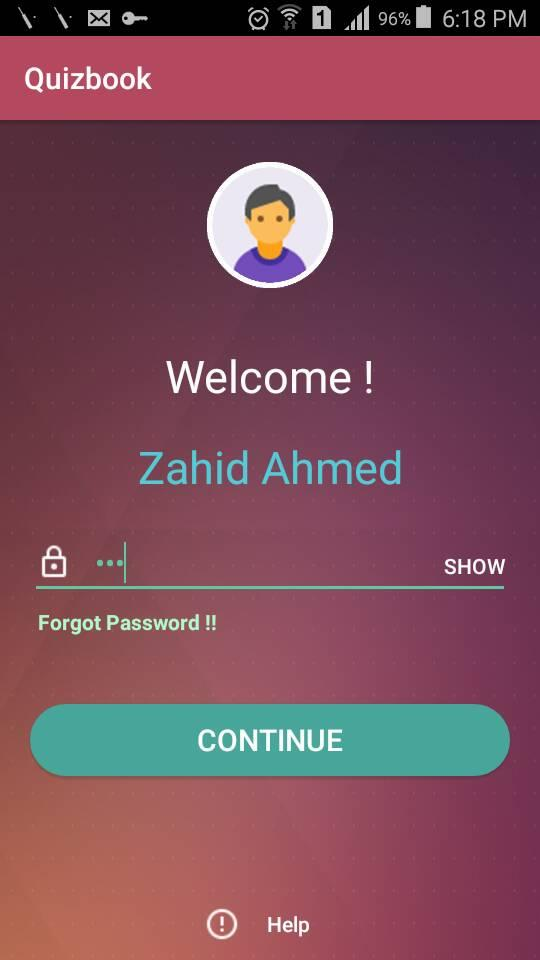 1 96% 6:18 PM
Quizbook
Welcome !
Zahid Ahmed
SHOW
Forgot Password !!
CONTINUE
Help